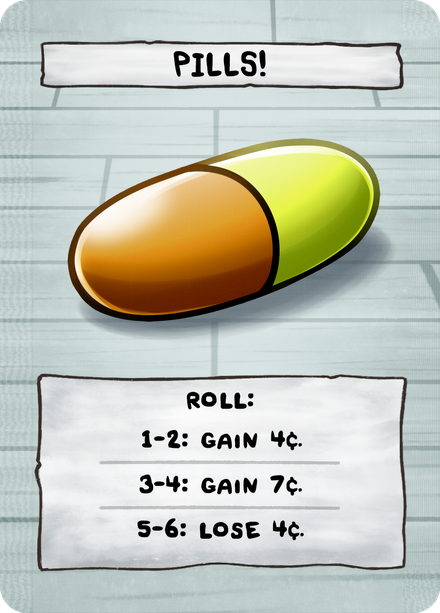 PILLS!
ROLL:
1-2: GAIN 4¢.
3-4: GAIN 7¢.
5-6: LOSE 4¢.